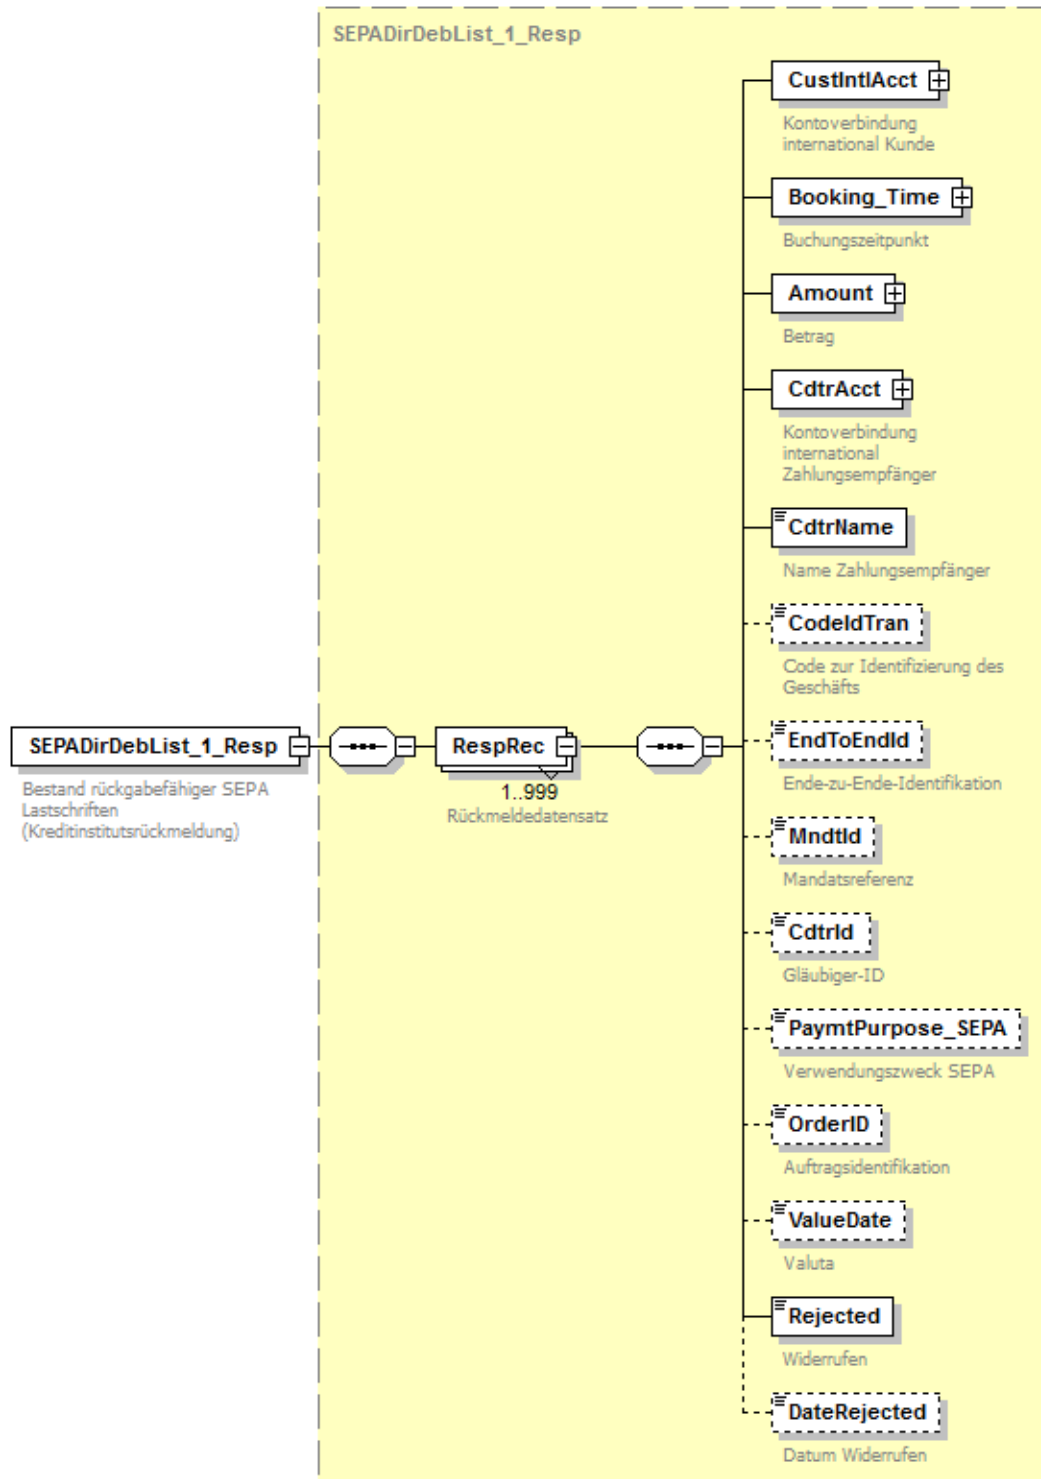 SEPADirDebList_1_Resp
CustIntlAcct
Kontoverbindung
international Kunde
Booking_Time
Buchungszeitpunkt
Amount
Betrag
CdtrAcct
Kontoverbindung
international
Zahlungsempfänger
CdtrName
Name Zahlungsempfänger
CodeIdTran
Code zur Identifizierung des
Geschäfts
SEPADirDebList_1_Resp
Bestand rückgabefähiger SEPA
Lastschriften
(Kreditinstitutsrückmeldung)
RespRec
1..999
Rückmeldedatensatz
EndToEndId
Ende-zu-Ende-Identifikation
MndtId
Mandatsreferenz
CdtrId
Gläubiger-ID
PaymtPurpose_SEPA
Verwendungszweck SEPA
OrderID
Auftragsidentifikation
ValueDate
Valuta
Rejected
Widerrufen
DateRejected
Datum Widerrufen